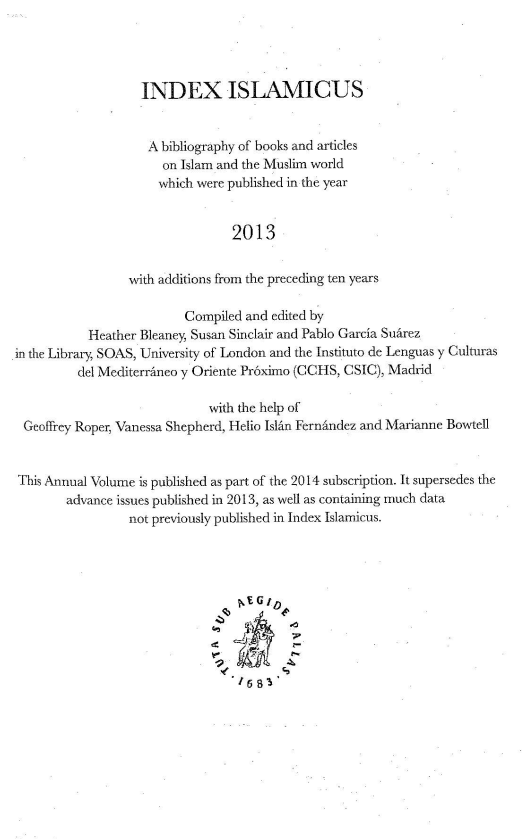 INDEX ISLAMICUS
A bibliography of books and articles
on Islam and the Muslim world
which were published in the year
2013
with additions from the preceding ten years
Compiled and edited by
Heather Bleaney, Susan Sinclair and Pablo García Suárez
in the Library, SOAS, University of London and the Instituto de Lenguas y Culturas
del Mediterráneo y Oriente Próximo (CCHS, CSIC), Madrid
with the help of
Geoffrey Roper, Vanessa Shepherd, Helio Islán Fernández and Marianne Bowtell
This Annual Volume is published as part of the 2014 subscription. It supersedes the
advance issues published in 2013, as well as containing much data
not previously published in Index Islamicus.
TUTA SUB AEGIDE PALLAS
· 1683 ·